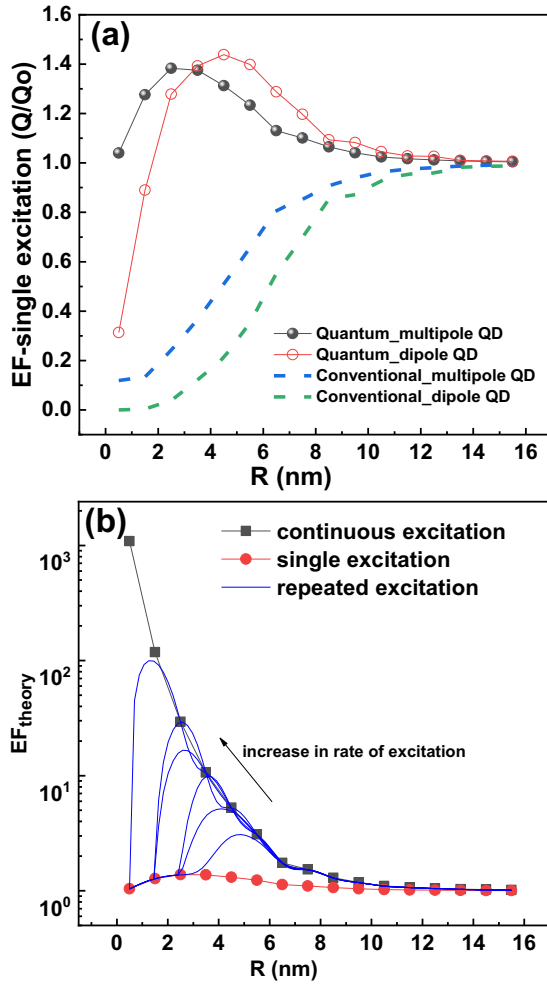 (a)
EF-single excitation (Q/Qo)
1.6
1.4
1.2
1.0
0.8
0.6
0.4
0.2
0.0
Quantum_multipole QD
Quantum_dipole QD
Conventional_multipole QD
Conventional_dipole QD
0 2 4 6 8 10 12 14 16
R (nm)
(b)
EFtheory
10³
10²
10¹
10⁰
continuous excitation
single excitation
repeated excitation
increase in rate of excitation
0 2 4 6 8 10 12 14 16
R (nm)